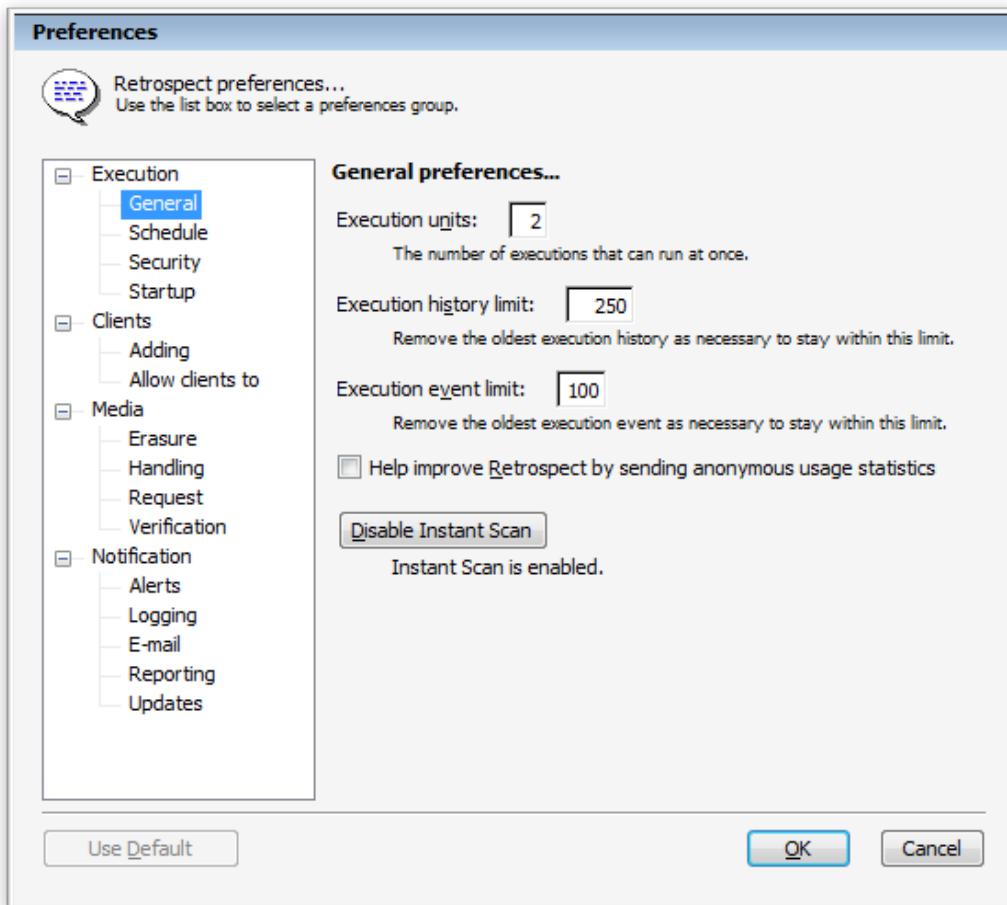 Preferences
Retrospect preferences...
Use the list box to select a preferences group.
Execution
General
Schedule
Security
Startup
Clients
Adding
Allow clients to
Media
Erasure
Handling
Request
Verification
Notification
Alerts
Logging
E-mail
Reporting
Updates
General preferences...
Execution units: 2
The number of executions that can run at once.
Execution history limit: 250
Remove the oldest execution history as necessary to stay within this limit.
Execution event limit: 100
Remove the oldest execution event as necessary to stay within this limit.
Help improve Retrospect by sending anonymous usage statistics
Disable Instant Scan
Instant Scan is enabled.
Use Default
OK
Cancel